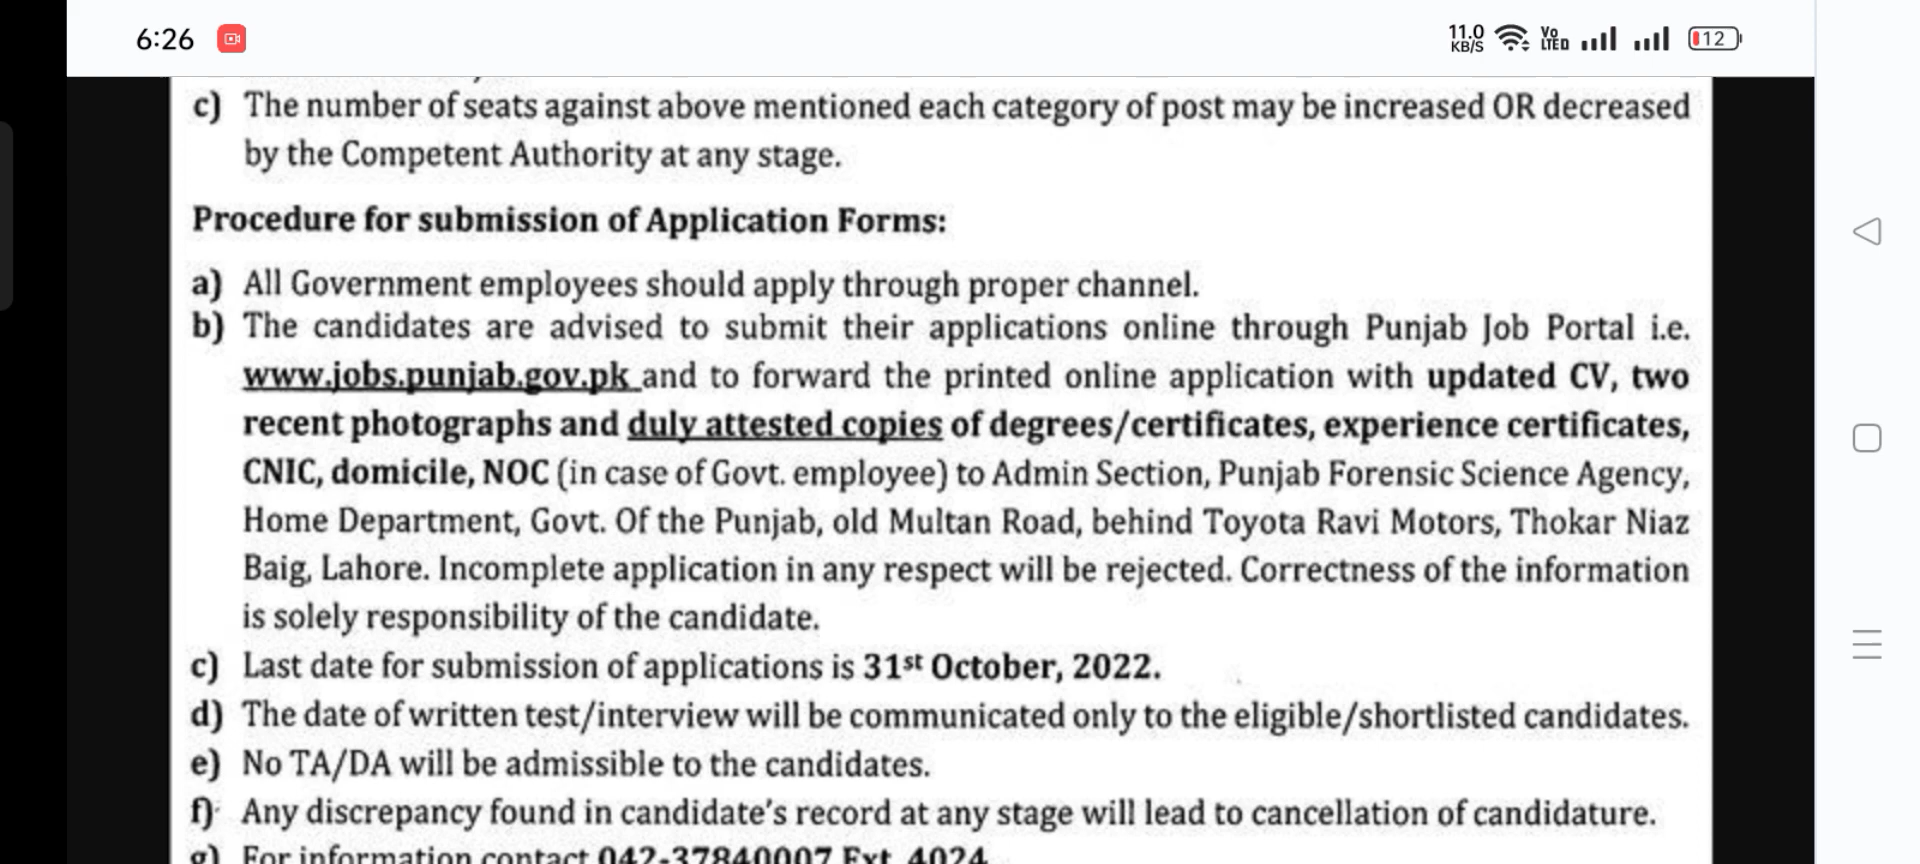 6:26
11.0 KB/S Vo LTE 12
c) The number of seats against above mentioned each category of post may be increased OR decreased
by the Competent Authority at any stage.
Procedure for submission of Application Forms:
a) All Government employees should apply through proper channel.
b) The candidates are advised to submit their applications online through Punjab Job Portal i.e.
www.jobs.punjab.gov.pk and to forward the printed online application with updated CV, two
recent photographs and duly attested copies of degrees/certificates, experience certificates,
CNIC, domicile, NOC (in case of Govt. employee) to Admin Section, Punjab Forensic Science Agency,
Home Department, Govt. Of the Punjab, old Multan Road, behind Toyota Ravi Motors, Thokar Niaz
Baig, Lahore. Incomplete application in any respect will be rejected. Correctness of the information
is solely responsibility of the candidate.
c) Last date for submission of applications is 31st October, 2022.
d) The date of written test/interview will be communicated only to the eligible/shortlisted candidates.
e) No TA/DA will be admissible to the candidates.
f) Any discrepancy found in candidate's record at any stage will lead to cancellation of candidature.
g) For information contact 042-37840007 Ext. 4024